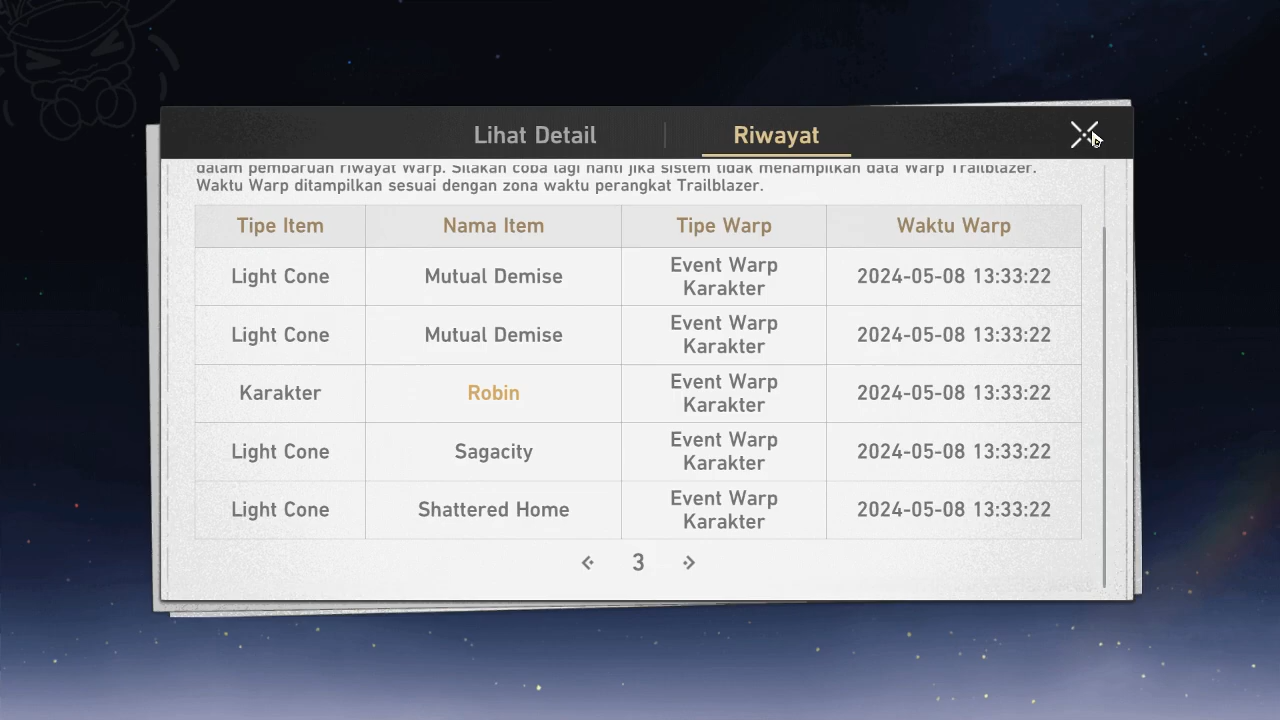 Lihat Detail
Riwayat
dalam pembaruan riwayat Warp. Silakan coba lagi nanti jika sistem tidak menampilkan data Warp Trailblazer.
Waktu Warp ditampilkan sesuai dengan zona waktu perangkat Trailblazer.
Tipe Item Nama Item Tipe Warp Waktu Warp
Light Cone Mutual Demise Event Warp Karakter 2024-05-08 13:33:22
Light Cone Mutual Demise Event Warp Karakter 2024-05-08 13:33:22
Karakter Robin Event Warp Karakter 2024-05-08 13:33:22
Light Cone Sagacity Event Warp Karakter 2024-05-08 13:33:22
Light Cone Shattered Home Event Warp Karakter 2024-05-08 13:33:22
3